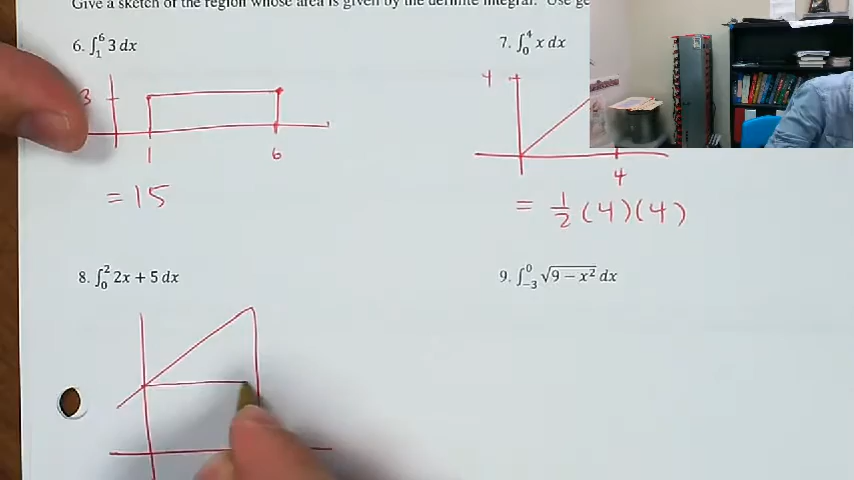 Give a sketch of the region whose area is given by the definite integral. Use ge
6. ∫₁⁶ 3 dx
7. ∫₀⁴ x dx
3
1
6
4
4
= 15
= 1/2 (4)(4)
8. ∫₀² 2x + 5 dx
9. ∫₋₃⁰ √(9 − x²) dx